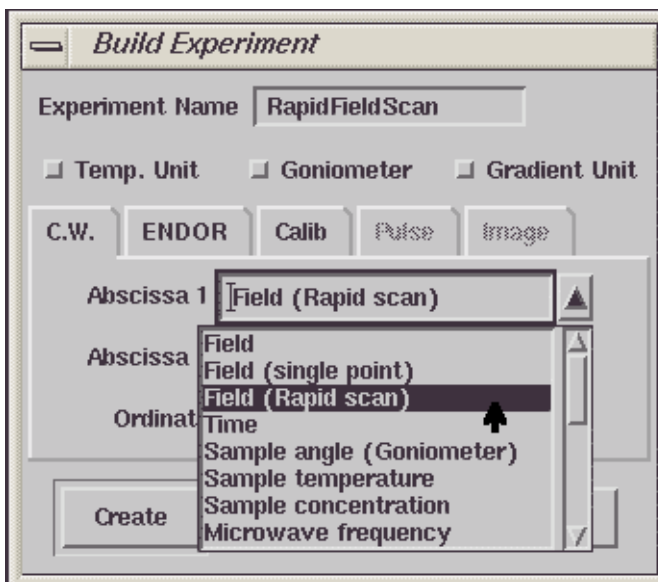 Build Experiment
Experiment Name RapidFieldScan
Temp. Unit Goniometer Gradient Unit
C.W. ENDOR Calib Pulse Image
Abscissa 1 Field (Rapid scan)
Abscissa
Field
Field (single point)
Field (Rapid scan)
Ordinat
Time
Sample angle (Goniometer)
Sample temperature
Sample concentration
Create
Microwave frequency